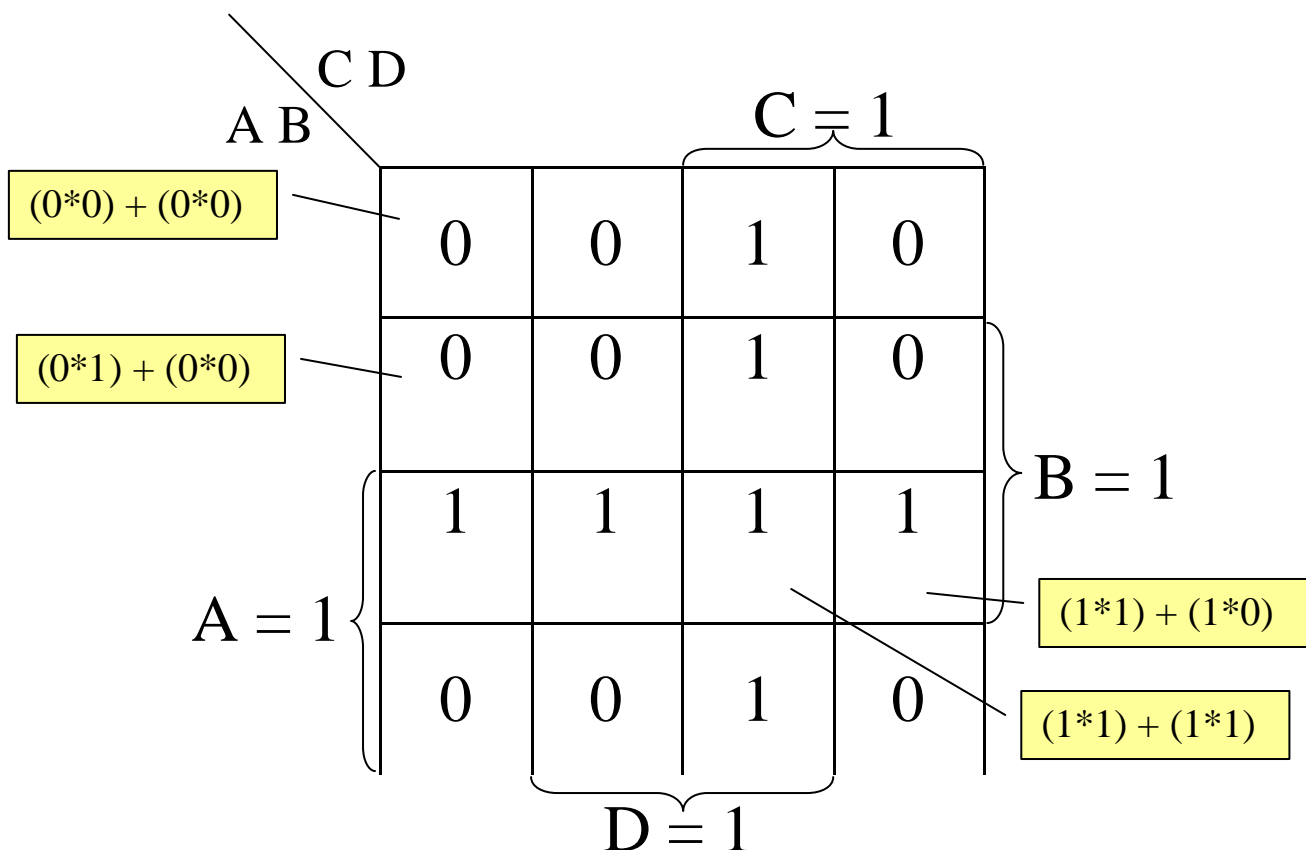 C D
A B
C = 1
(0*0) + (0*0)
0 0 1 0
(0*1) + (0*0)
0 0 1 0
B = 1
1 1 1 1
A = 1
(1*1) + (1*0)
0 0 1 0
(1*1) + (1*1)
D = 1